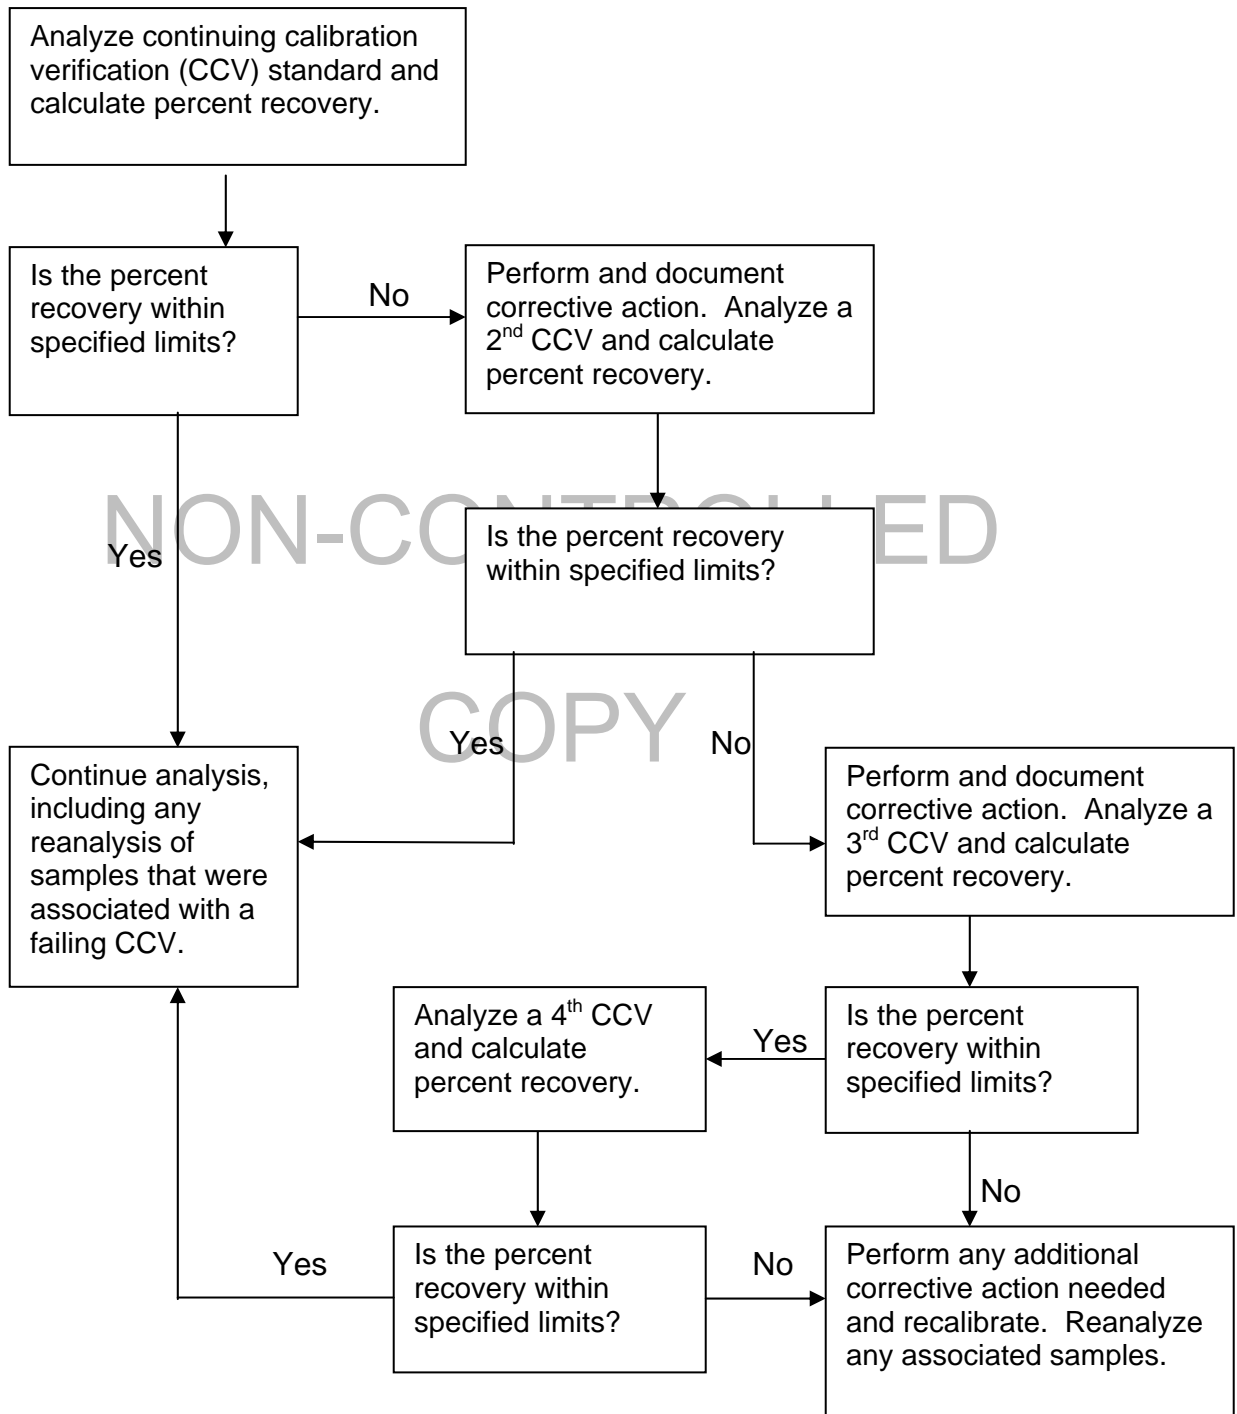 Analyze continuing calibration
verification (CCV) standard and
calculate percent recovery.
Is the percent
recovery within
specified limits?
No
Perform and document
corrective action.  Analyze a
2nd CCV and calculate
percent recovery.
NON-CONTROLLED
Yes
Is the percent recovery
within specified limits?
COPY
Yes
No
Continue analysis,
including any
reanalysis of
samples that were
associated with a
failing CCV.
Perform and document
corrective action.  Analyze a
3rd CCV and calculate
percent recovery.
Analyze a 4th CCV
and calculate
percent recovery.
Yes
Is the percent
recovery within
specified limits?
No
Yes
Is the percent
recovery within
specified limits?
No
Perform any additional
corrective action needed
and recalibrate.  Reanalyze
any associated samples.